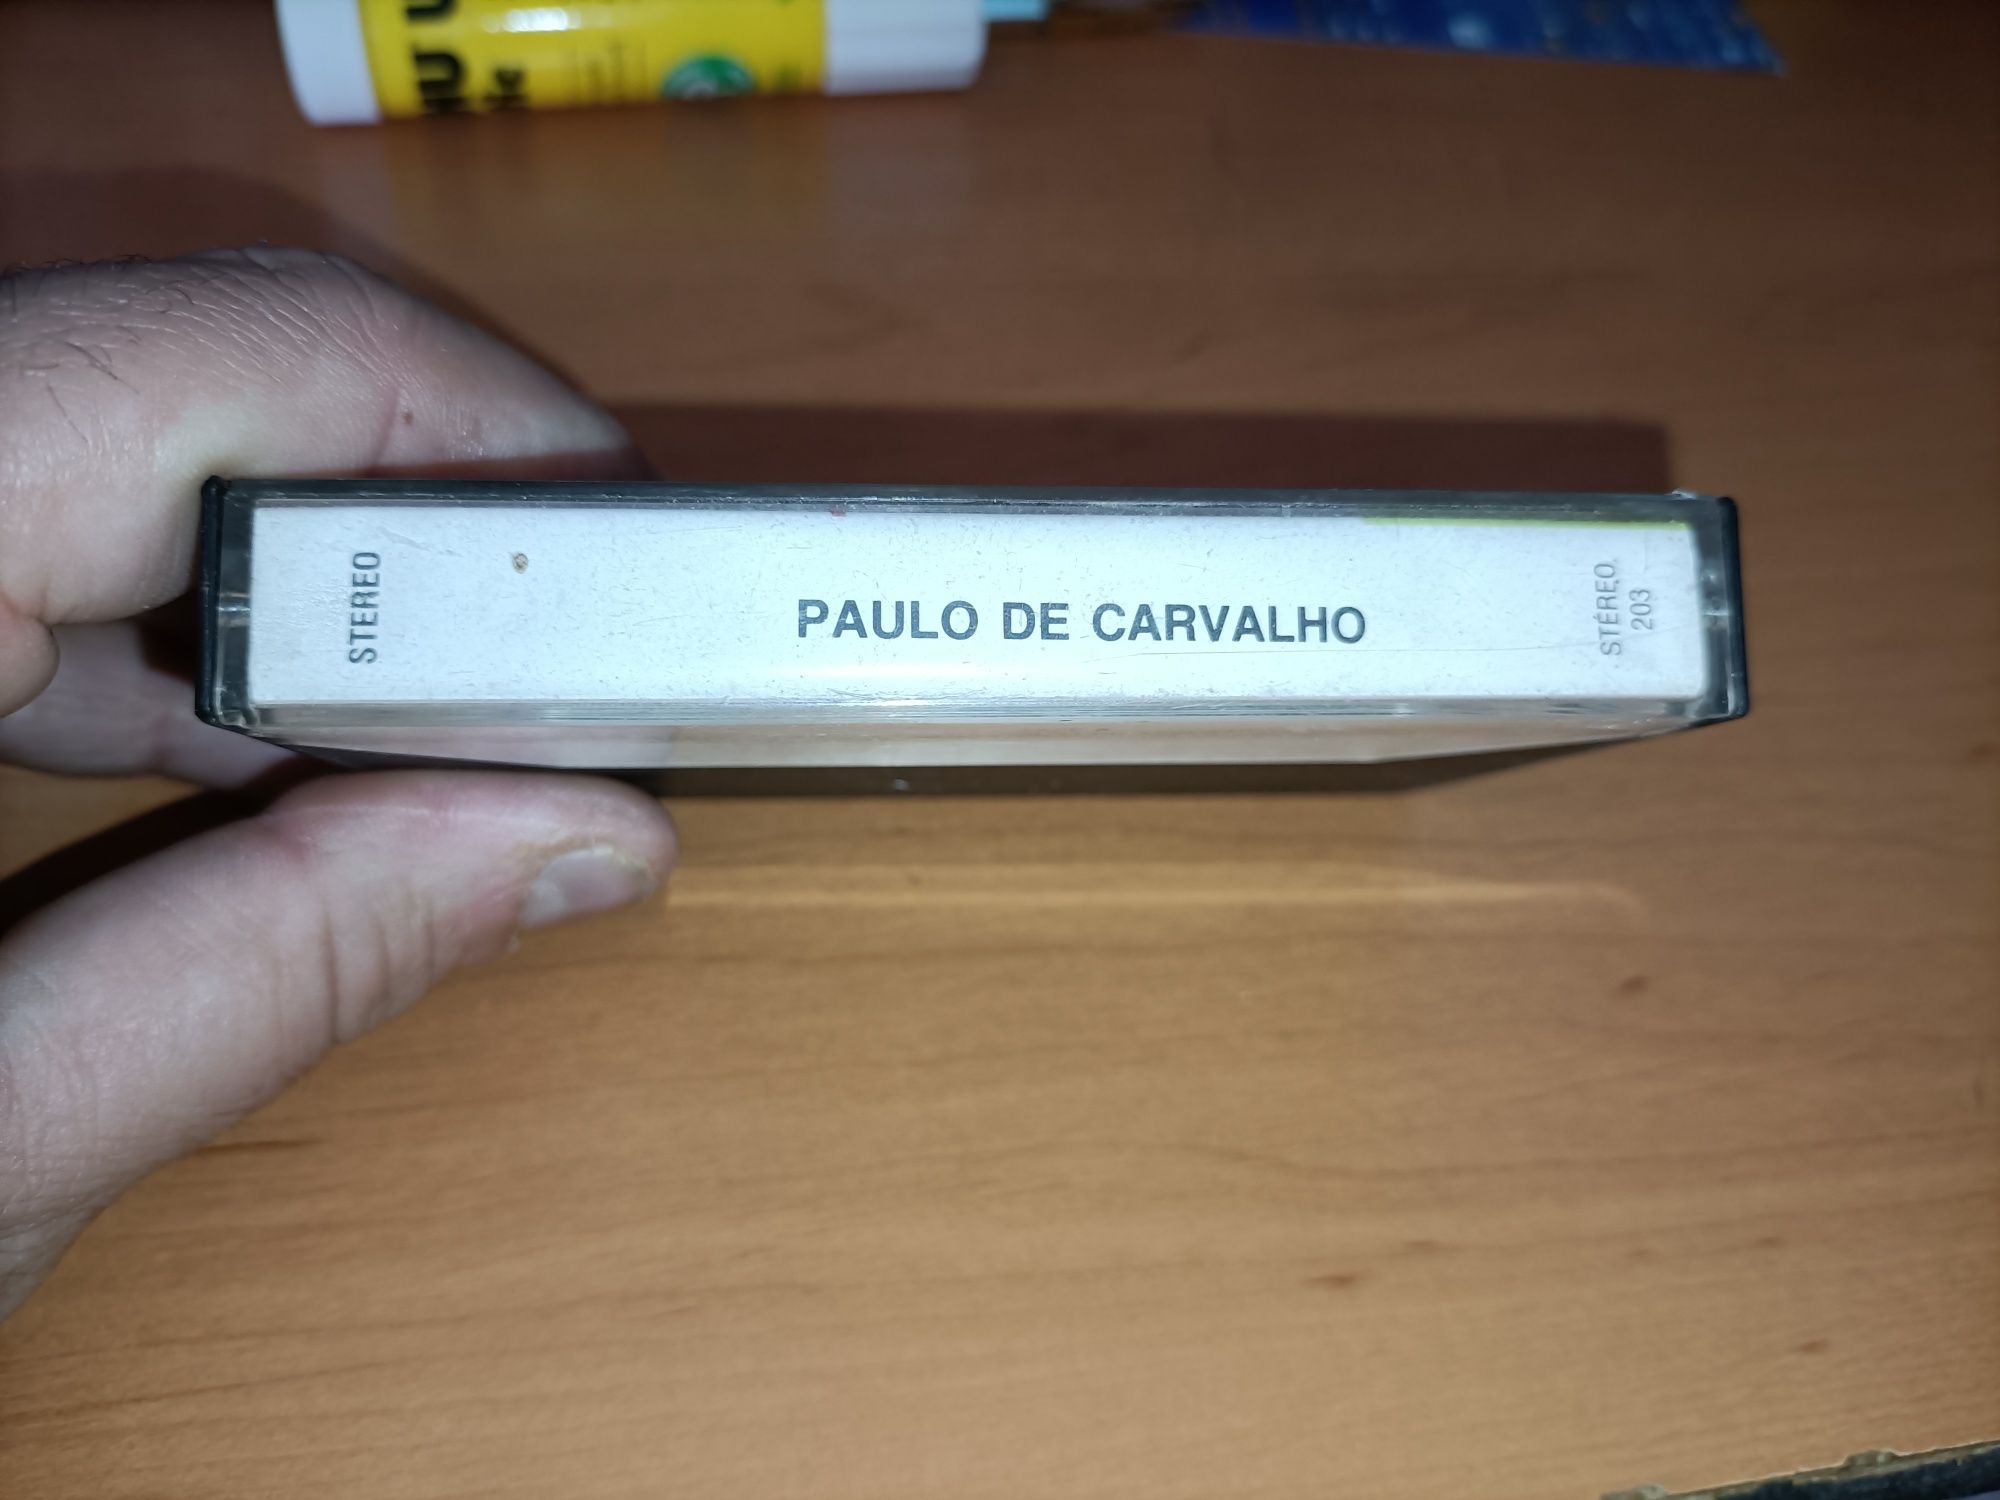 STEREO
PAULO DE CARVALHO
STÉREO
203